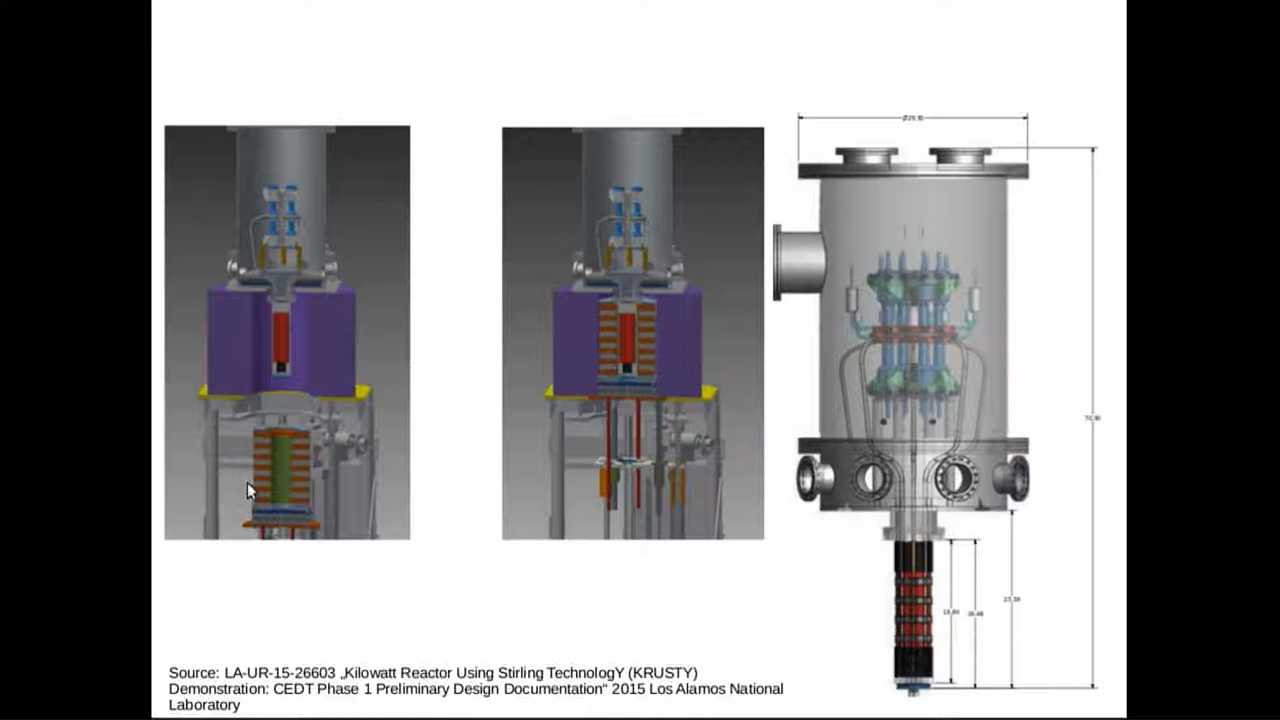 Source: LA-UR-15-26603 „Kilowatt Reactor Using Stirling TechnologY (KRUSTY)
Demonstration: CEDT Phase 1 Preliminary Design Documentation“ 2015 Los Alamos National
Laboratory